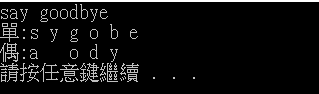 say goodbye
單:s y g o b e
偶:a   o d y
請按任意鍵繼續 . . .